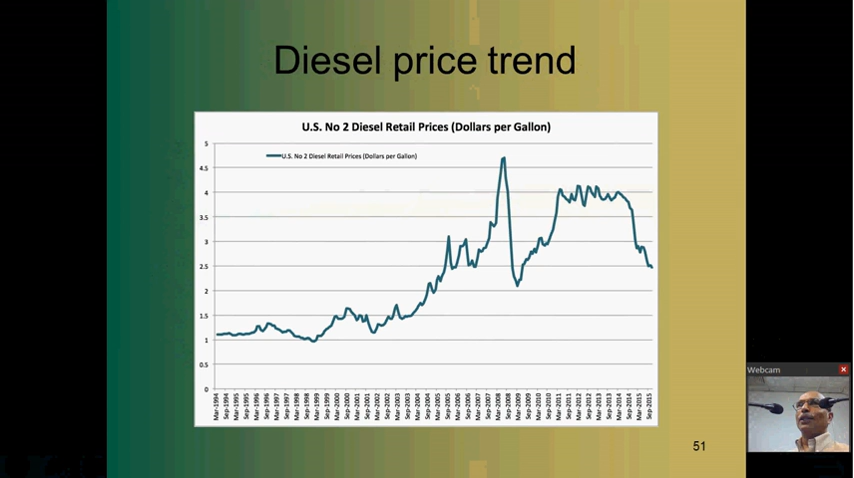 Diesel price trend
U.S. No 2 Diesel Retail Prices (Dollars per Gallon)
U.S. No 2 Diesel Retail Prices (Dollars per Gallon)
5
4.5
4
3.5
3
2.5
2
1.5
1
0.5
0
Mar-1994
Sep-1994
Mar-1995
Sep-1995
Mar-1996
Sep-1996
Mar-1997
Sep-1997
Mar-1998
Sep-1998
Mar-1999
Sep-1999
Mar-2000
Sep-2000
Mar-2001
Sep-2001
Mar-2002
Sep-2002
Mar-2003
Sep-2003
Mar-2004
Sep-2004
Mar-2005
Sep-2005
Mar-2006
Sep-2006
Mar-2007
Sep-2007
Mar-2008
Sep-2008
Mar-2009
Sep-2009
Mar-2010
Sep-2010
Mar-2011
Sep-2011
Mar-2012
Sep-2012
Mar-2013
Sep-2013
Mar-2014
Sep-2014
Mar-2015
Sep-2015
51
Webcam